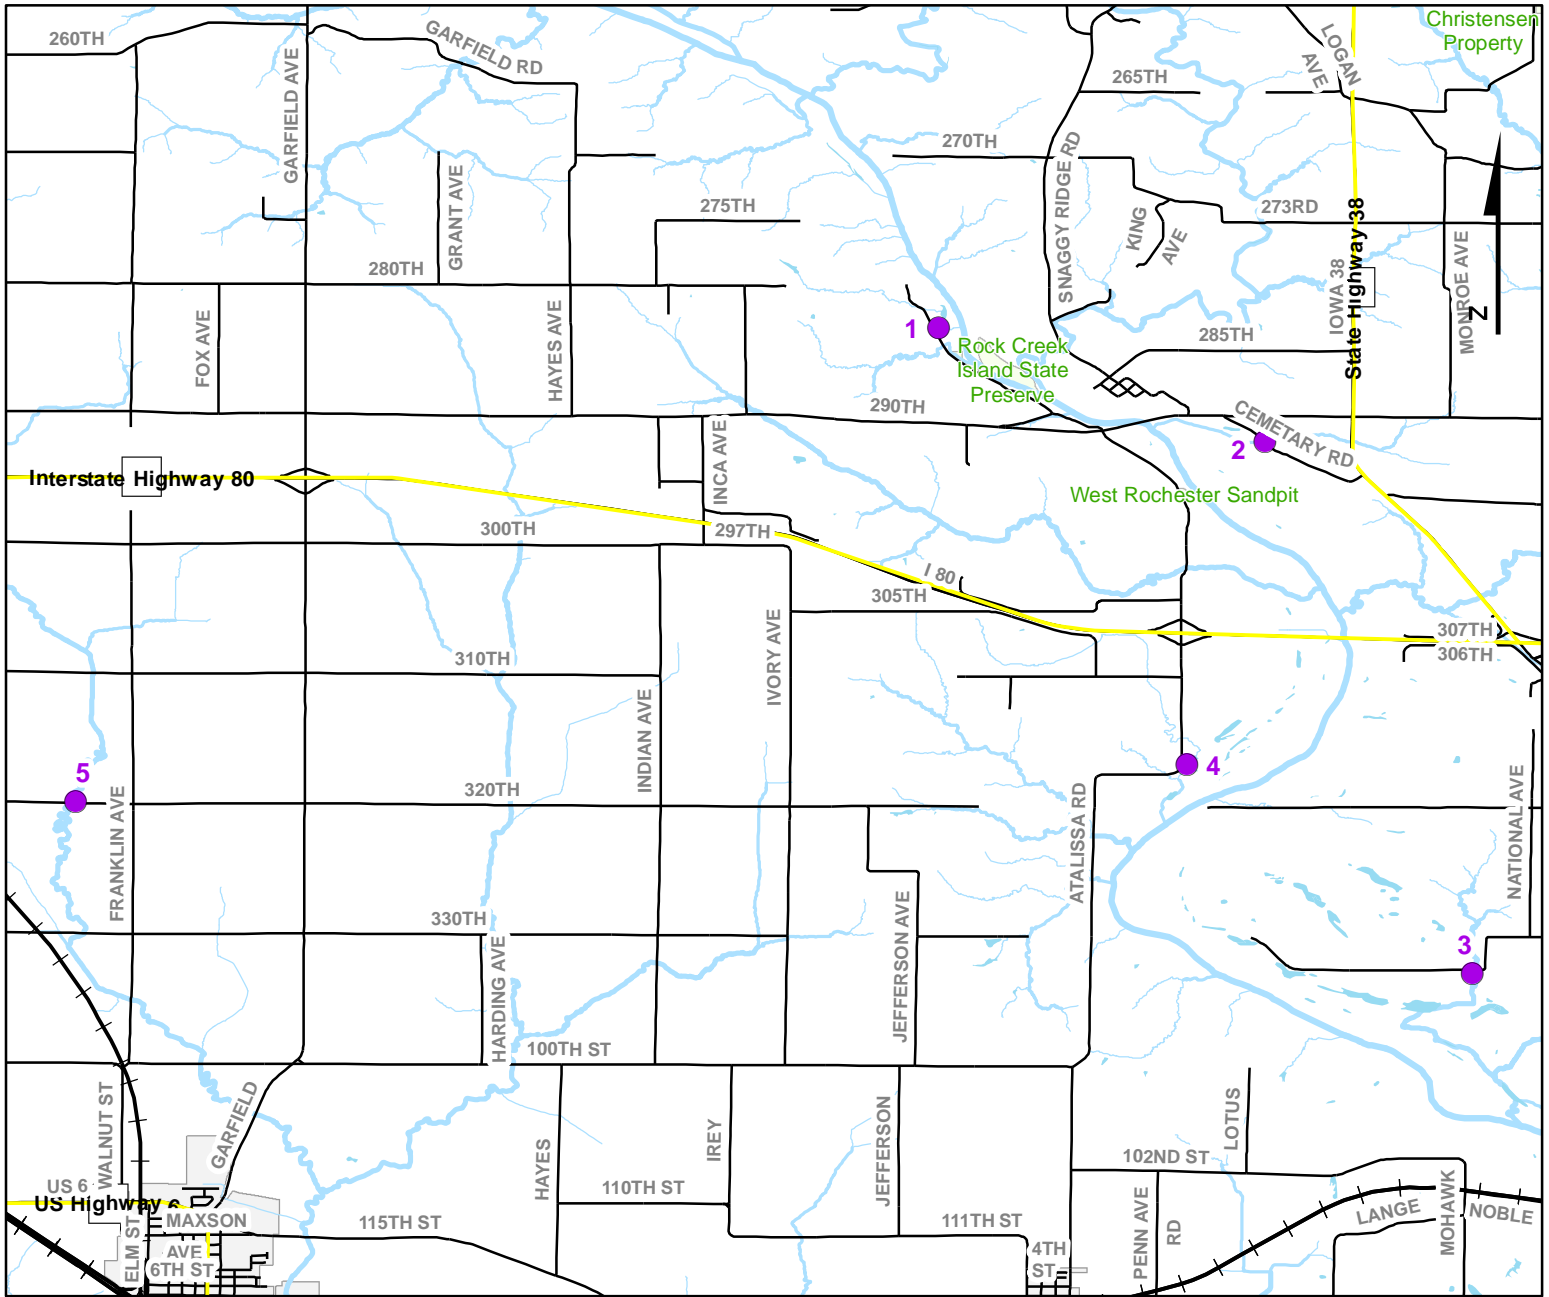 Christensen
Property
260TH
GARFIELD RD
LOGAN
AVE
GARFIELD AVE
265TH
270TH
SNAGGY RIDGE RD
GRANT AVE
275TH
KING
AVE
273RD
State Highway 38
IOWA 38
MONROE AVE
N
280TH
FOX AVE
HAYES AVE
1
Rock Creek
Island State
Preserve
285TH
290TH
CEMETARY RD
2
INCA AVE
Interstate Highway 80
West Rochester Sandpit
300TH
297TH
I 80
305TH
307TH
306TH
310TH
IVORY AVE
INDIAN AVE
5
4
320TH
FRANKLIN AVE
ATALISSA RD
NATIONAL AVE
330TH
HARDING AVE
JEFFERSON AVE
3
100TH ST
WALNUT ST
GARFIELD
HAYES
IREY
JEFFERSON
LOTUS
102ND ST
US 6
US Highway 6
110TH ST
MAXSON
AVE
115TH ST
111TH ST
PENN AVE
RD
LANGE
MOHAWK
NOBLE
ELM ST
6TH ST
4TH
ST